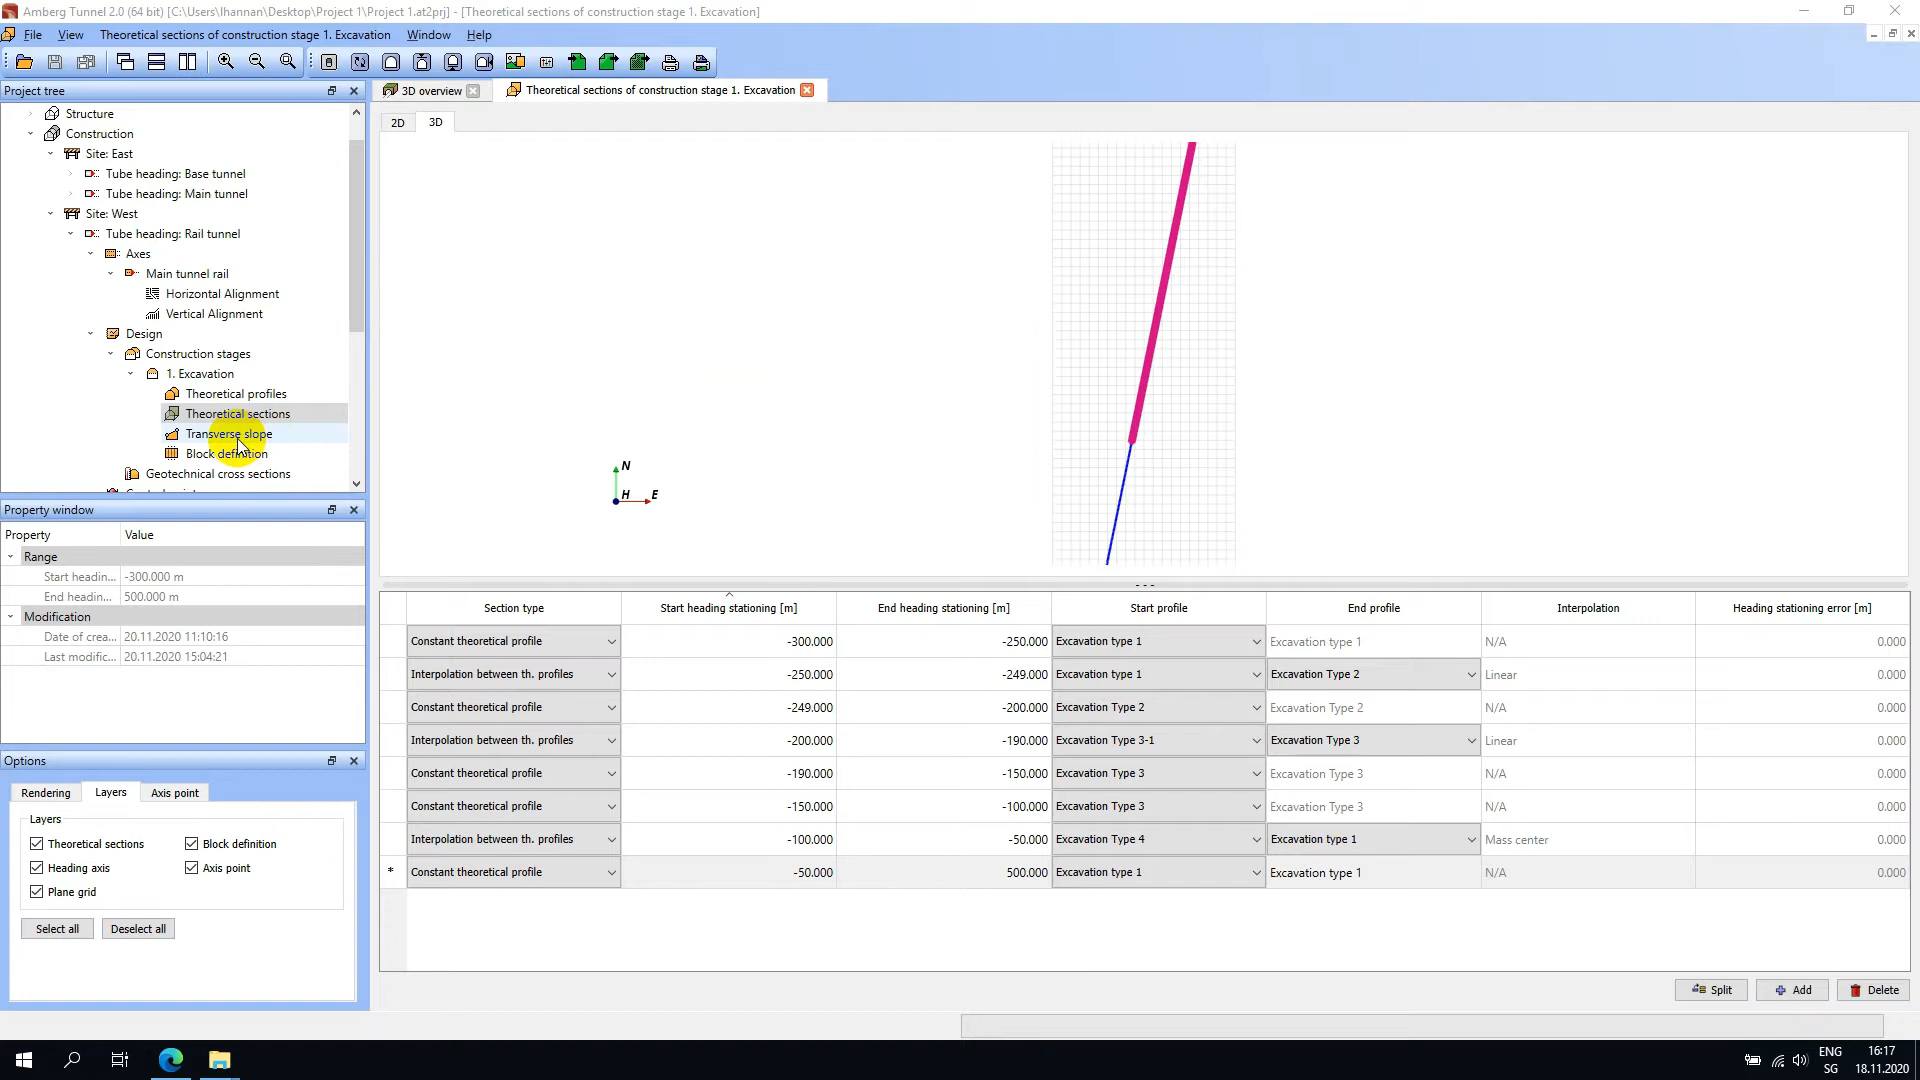 Amberg Tunnel 2.0 (64 bit) [C:\Users\lhannan\Desktop\Project 1\Project 1.at2prj] - [Theoretical sections of construction stage 1. Excavation]
File View Theoretical sections of construction stage 1. Excavation Window Help
Project tree
3D overview Theoretical sections of construction stage 1. Excavation
2D 3D
Structure
Construction
Site: East
Tube heading: Base tunnel
Tube heading: Main tunnel
Site: West
Tube heading: Rail tunnel
Axes
Main tunnel rail
Horizontal Alignment
Vertical Alignment
Design
Construction stages
1. Excavation
Theoretical profiles
Theoretical sections
Transverse slope
Block definition
Geotechnical cross sections
N
H E
Property window
Property Value
Range
Start headin... -300.000 m
End headin... 500.000 m
Modification
Date of crea... 20.11.2020 11:10:16
Last modific... 20.11.2020 15:04:21
Options
Rendering Layers Axis point
Layers
Theoretical sections Block definition
Heading axis Axis point
Plane grid
Select all Deselect all
Section type Start heading stationing [m] End heading stationing [m] Start profile End profile Interpolation Heading stationing error [m]
Constant theoretical profile -300.000 -250.000 Excavation type 1 Excavation type 1 N/A 0.000
Interpolation between th. profiles -250.000 -249.000 Excavation type 1 Excavation Type 2 Linear 0.000
Constant theoretical profile -249.000 -200.000 Excavation Type 2 Excavation Type 2 N/A 0.000
Interpolation between th. profiles -200.000 -190.000 Excavation Type 3-1 Excavation Type 3 Linear 0.000
Constant theoretical profile -190.000 -150.000 Excavation Type 3 Excavation Type 3 N/A 0.000
Constant theoretical profile -150.000 -100.000 Excavation Type 3 Excavation Type 3 N/A 0.000
Interpolation between th. profiles -100.000 -50.000 Excavation Type 4 Excavation type 1 Mass center 0.000
* Constant theoretical profile -50.000 500.000 Excavation type 1 Excavation type 1 N/A 0.000
Split Add Delete
ENG 16:17
SG 18.11.2020